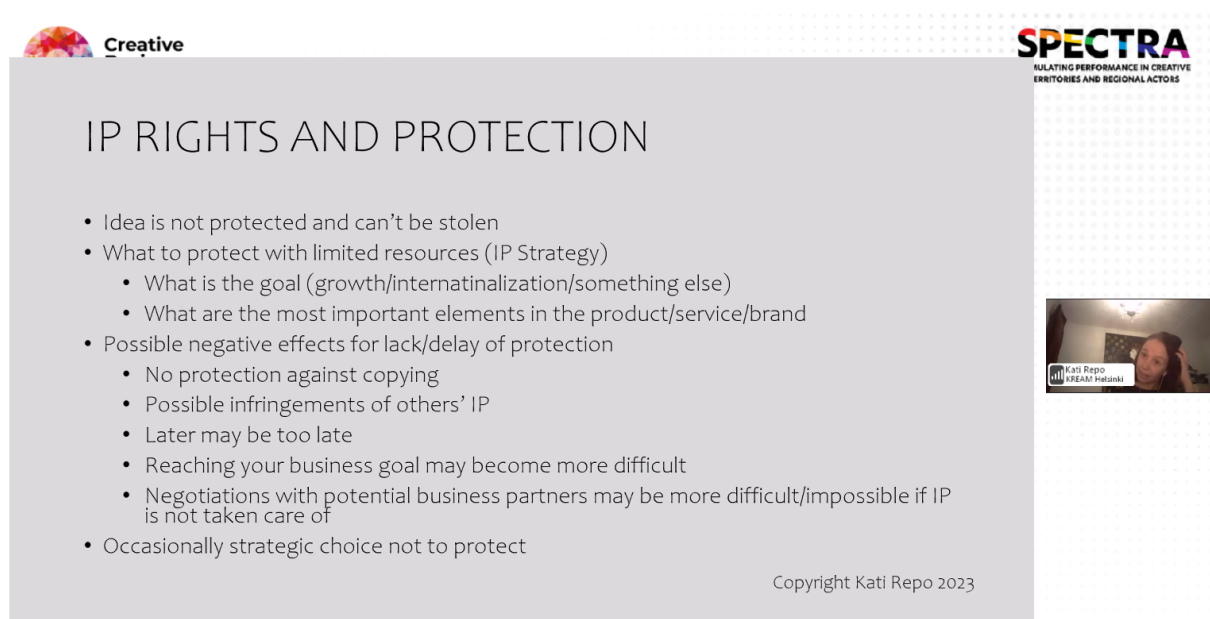 Creative
SPECTRA
MULATING PERFORMANCE IN CREATIVE
ERRITORIES AND REGIONAL ACTORS
IP RIGHTS AND PROTECTION
• Idea is not protected and can’t be stolen
• What to protect with limited resources (IP Strategy)
• What is the goal (growth/internatinalization/something else)
• What are the most important elements in the product/service/brand
• Possible negative effects for lack/delay of protection
• No protection against copying
• Possible infringements of others’ IP
• Later may be too late
• Reaching your business goal may become more difficult
• Negotiations with potential business partners may be more difficult/impossible if IP
is not taken care of
• Occasionally strategic choice not to protect
Copyright Kati Repo 2023
Kati Repo
KREAM Helsinki